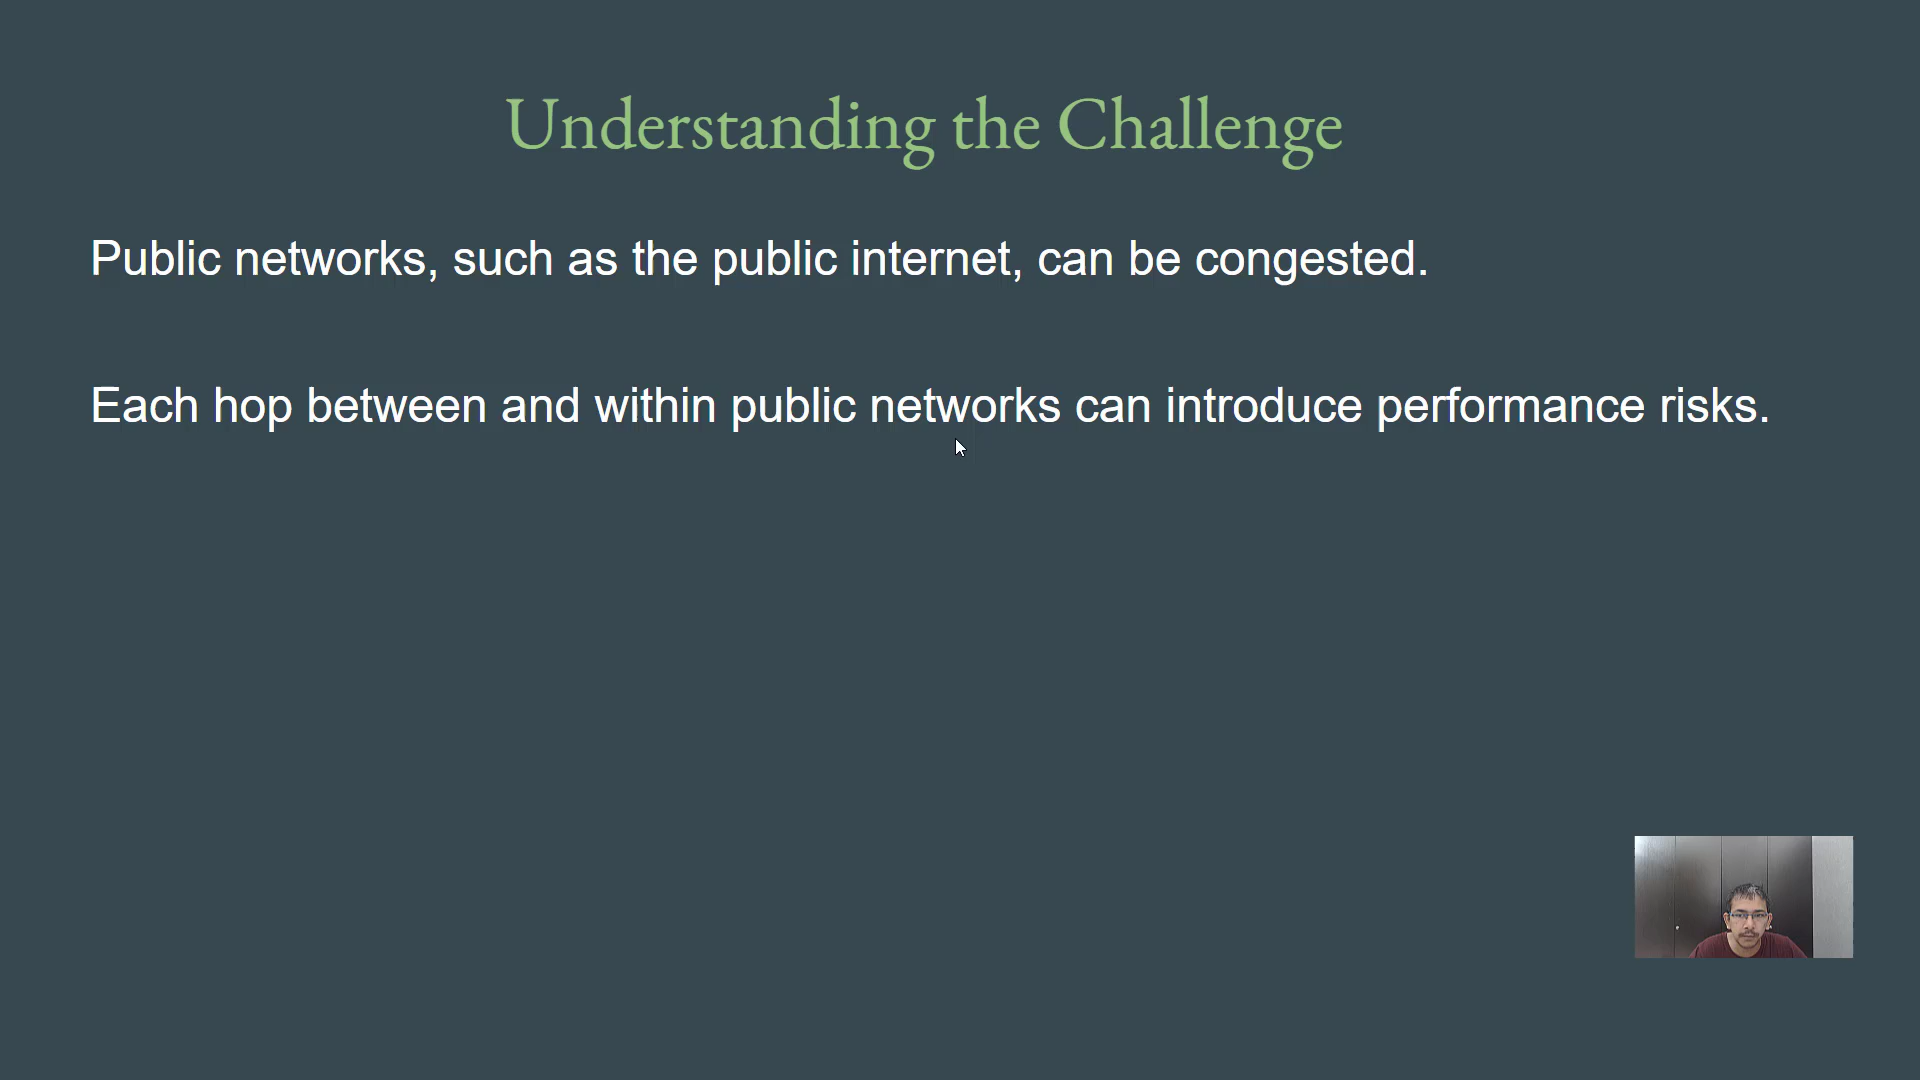 Understanding the Challenge
Public networks, such as the public internet, can be congested.
Each hop between and within public networks can introduce performance risks.